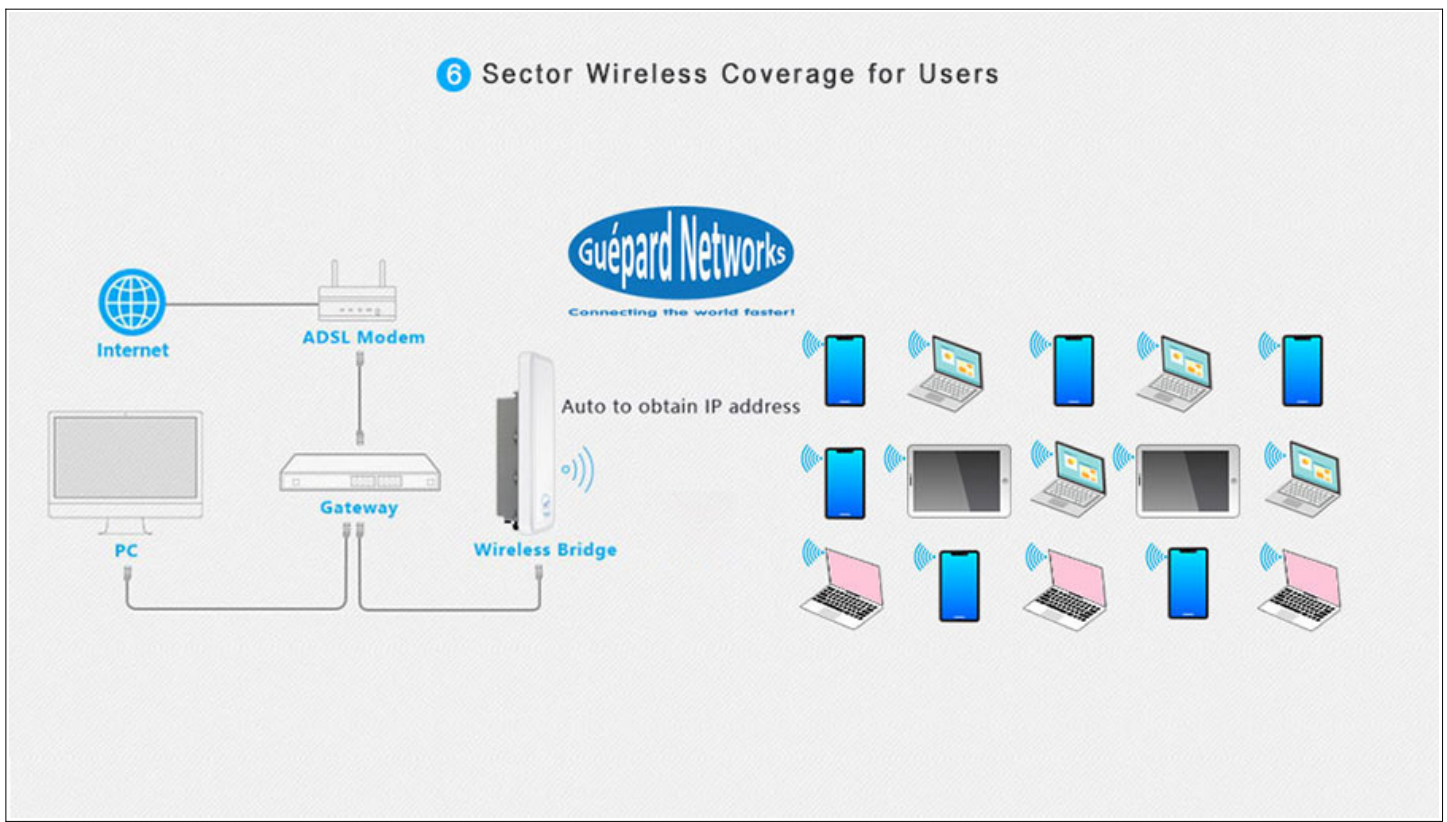 6 Sector Wireless Coverage for Users
Guépard Networks
Connecting the world faster!
Internet
ADSL Modem
Auto to obtain IP address
Gateway
PC
Wireless Bridge